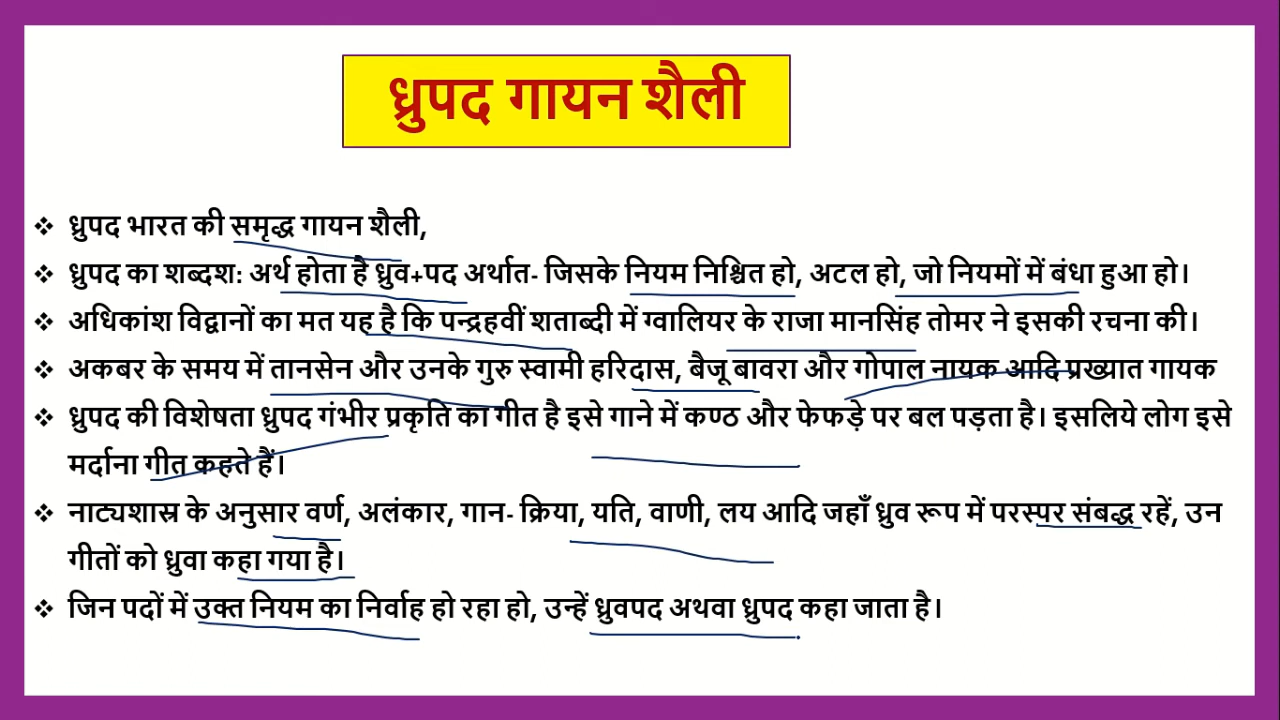 ध्रुपद गायन शैली
❖ ध्रुपद भारत की समृद्ध गायन शैली,
❖ ध्रुपद का शब्दश: अर्थ होता है ध्रुव+पद अर्थात- जिसके नियम निश्चित हो, अटल हो, जो नियमों में बंधा हुआ हो।
❖ अधिकांश विद्वानों का मत यह है कि पन्द्रहवीं शताब्दी में ग्वालियर के राजा मानसिंह तोमर ने इसकी रचना की।
❖ अकबर के समय में तानसेन और उनके गुरु स्वामी हरिदास, बैजू बावरा और गोपाल नायक आदि प्रख्यात गायक
❖ ध्रुपद की विशेषता ध्रुपद गंभीर प्रकृति का गीत है इसे गाने में कण्ठ और फेफड़े पर बल पड़ता है। इसलिये लोग इसे
मर्दाना गीत कहते हैं।
❖ नाट्यशास्त्र के अनुसार वर्ण, अलंकार, गान- क्रिया, यति, वाणी, लय आदि जहाँ ध्रुव रूप में परस्पर संबद्ध रहें, उन
गीतों को ध्रुवा कहा गया है।
❖ जिन पदों में उक्त नियम का निर्वाह हो रहा हो, उन्हें ध्रुवपद अथवा ध्रुपद कहा जाता है।